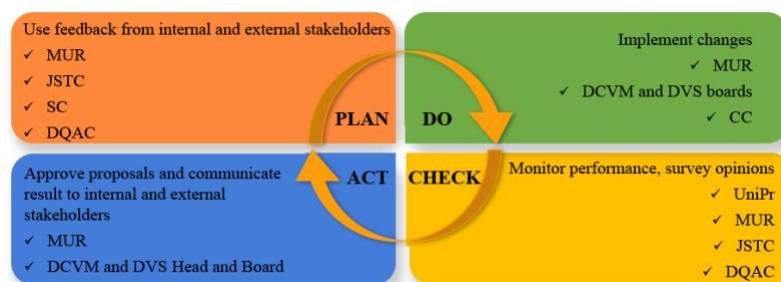 Use feedback from internal and external stakeholders
✓ MUR
✓ JSTC
✓ SC
✓ DQAC
PLAN
Implement changes
✓ MUR
✓ DCVM and DVS boards
✓ CC
DO
Approve proposals and communicate
result to internal and external
stakeholders
✓ MUR
✓ DCVM and DVS Head and Board
ACT
CHECK
Monitor performance, survey opinions
✓ UniPr
✓ MUR
✓ JSTC
✓ DQAC